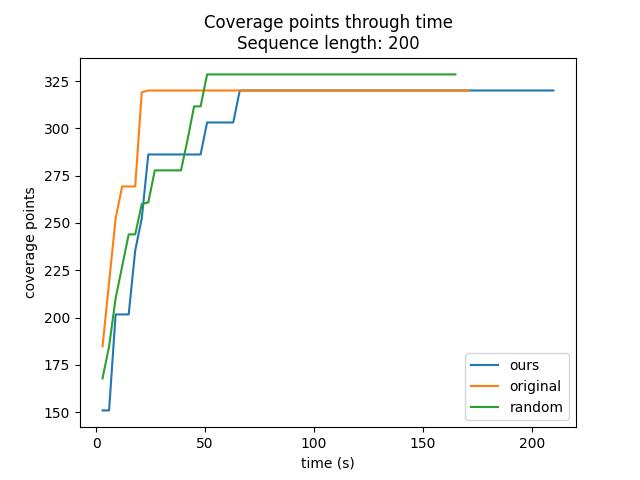 Coverage points through time
Sequence length: 200
325
300
275
250
225
200
175
150
coverage points
0
50
100
150
200
time (s)
ours
original
random